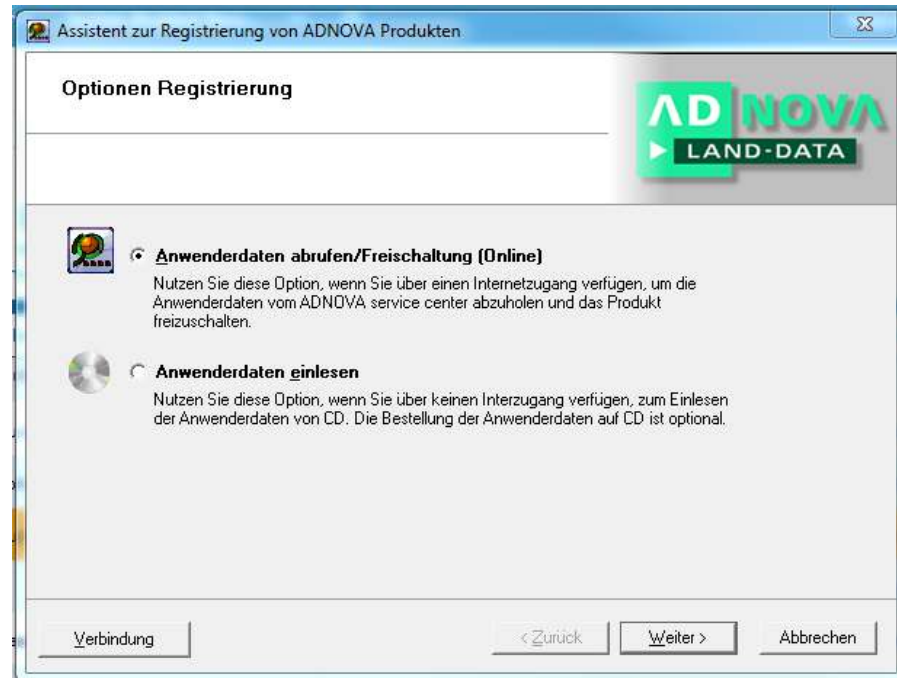 Assistent zur Registrierung von ADNOVA Produkten
Optionen Registrierung
AD NOVA
LAND-DATA
Anwenderdaten abrufen/Freischaltung (Online)
Nutzen Sie diese Option, wenn Sie über einen Internetzugang verfügen, um die
Anwenderdaten vom ADNOVA service center abzuholen und das Produkt
freizuschalten.
Anwenderdaten einlesen
Nutzen Sie diese Option, wenn Sie über keinen Interzugang verfügen, zum Einlesen
der Anwenderdaten von CD. Die Bestellung der Anwenderdaten auf CD ist optional.
Verbindung
< Zurück
Weiter >
Abbrechen